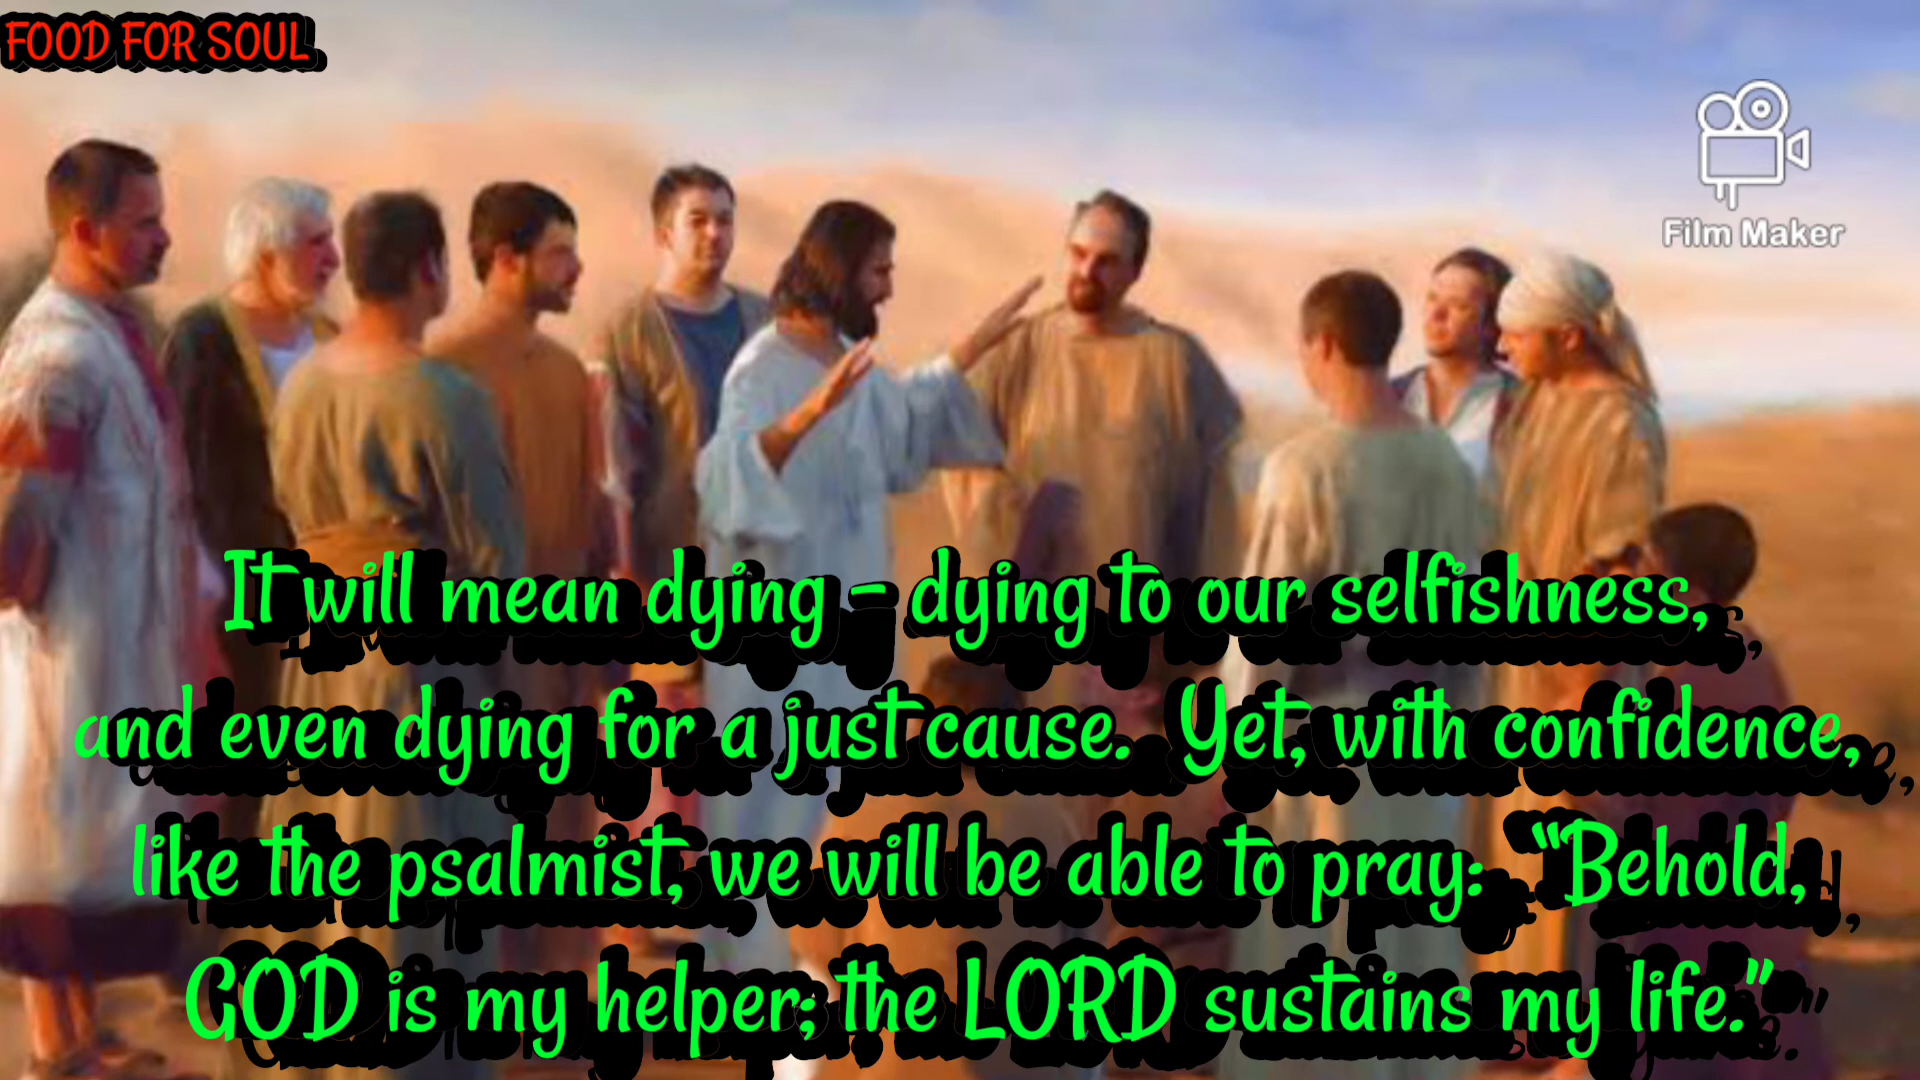 FOOD FOR SOUL
Film Maker
It will mean dying - dying to our selfishness,
and even dying for a just cause. Yet, with confidence,
like the psalmist, we will be able to pray: "Behold,
GOD is my helper; the LORD sustains my life."